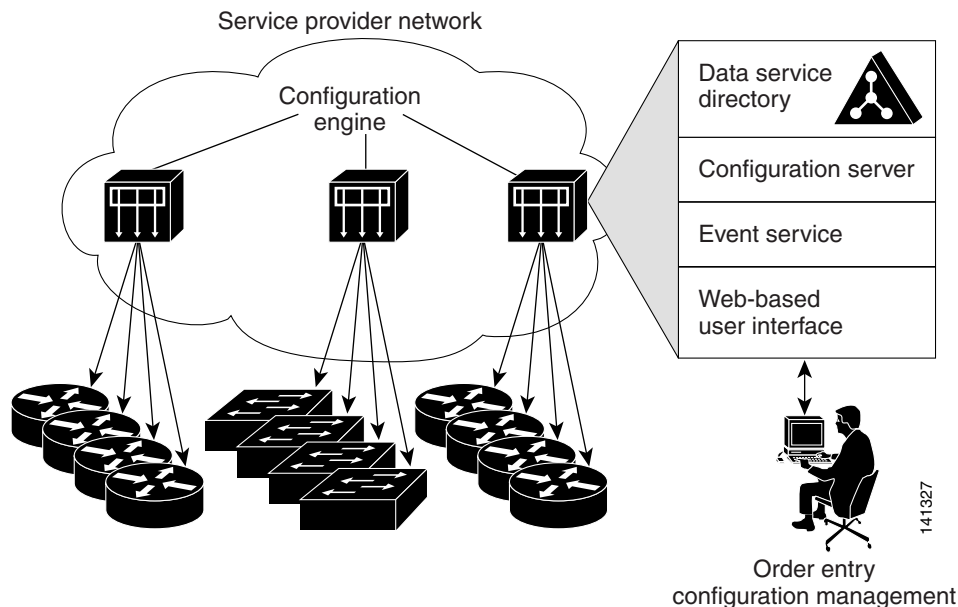 Service provider network
Configuration
engine
Data service
directory
Configuration server
Event service
Web-based
user interface
141327
Order entry
configuration management